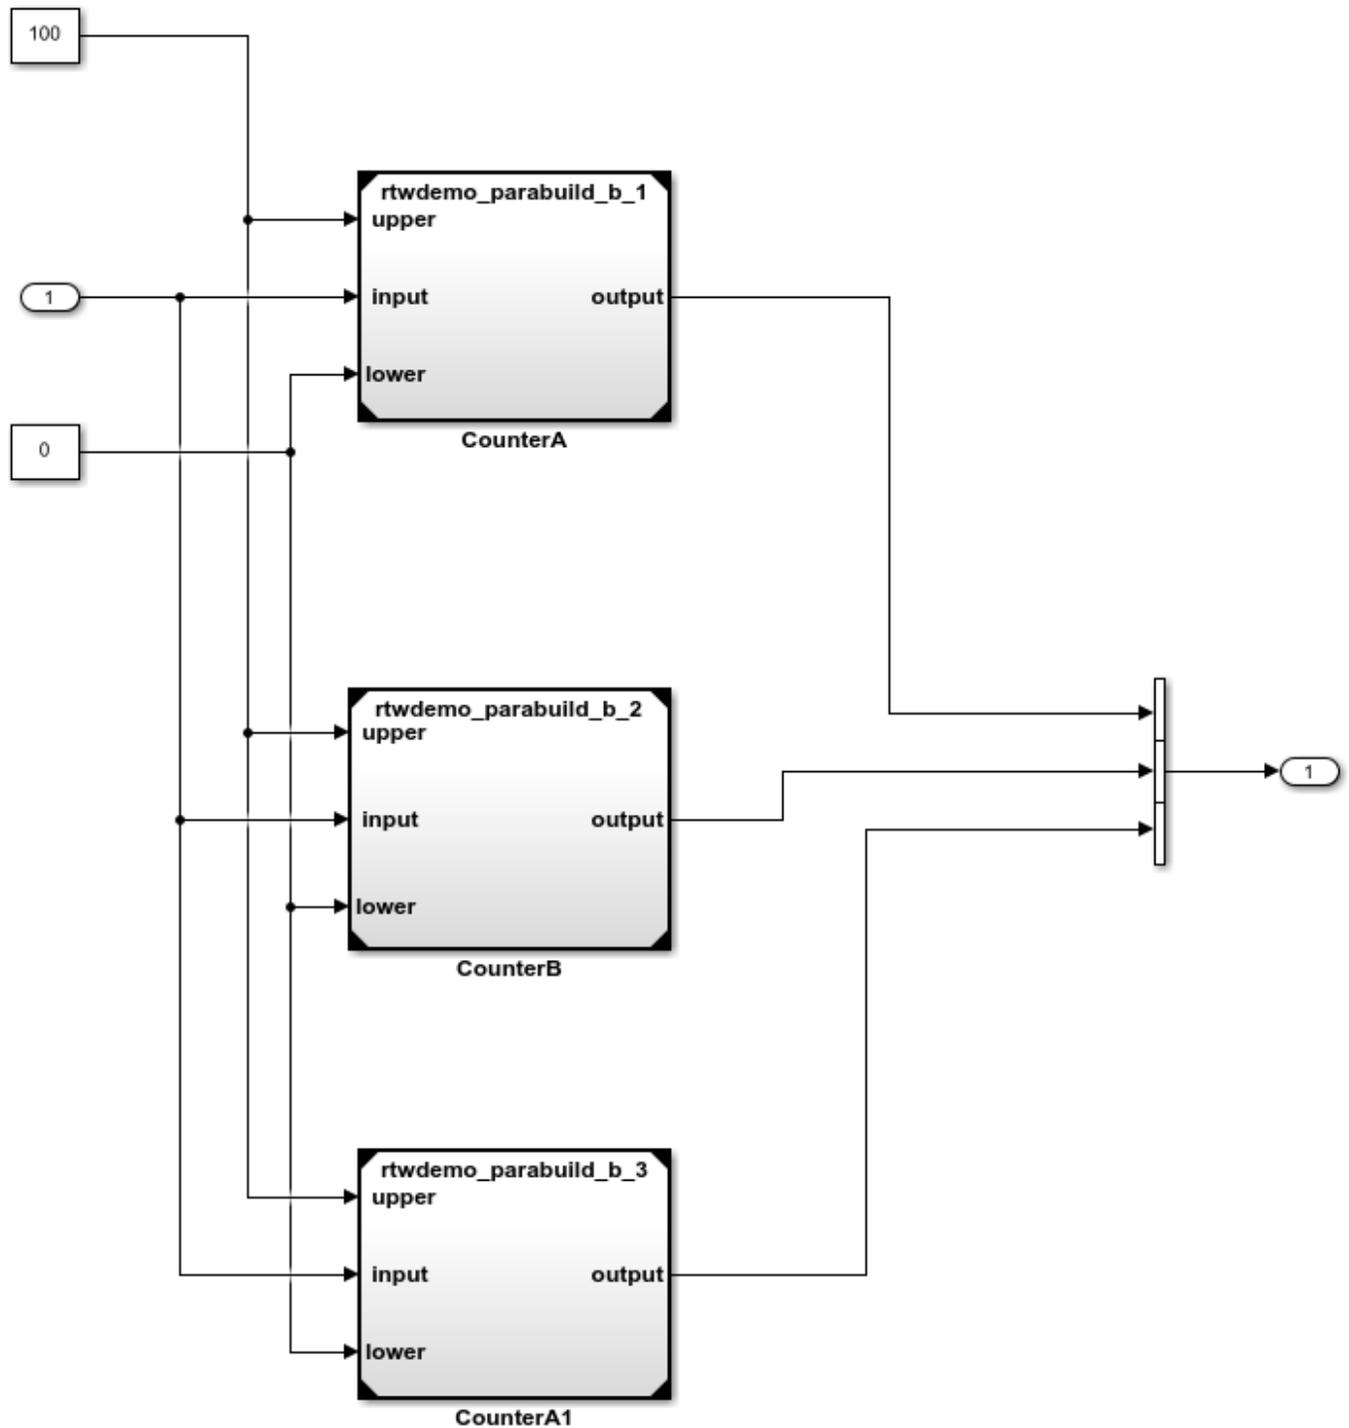 100
rtwdemo_parabuild_b_1
upper
1
input
output
lower
CounterA
0
rtwdemo_parabuild_b_2
upper
input
output
lower
CounterB
1
rtwdemo_parabuild_b_3
upper
input
output
lower
CounterA1